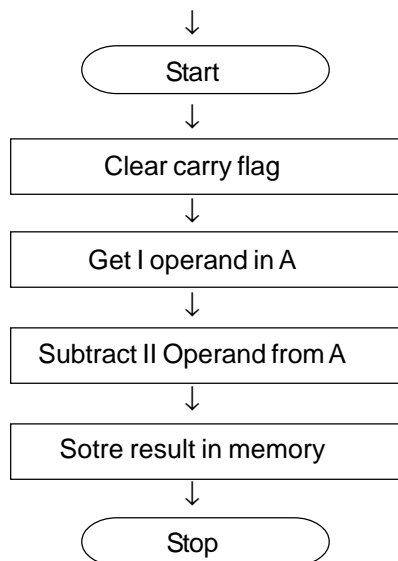 Start
Clear carry flag
Get I operand in A
Subtract II Operand from A
Sotre result in memory
Stop